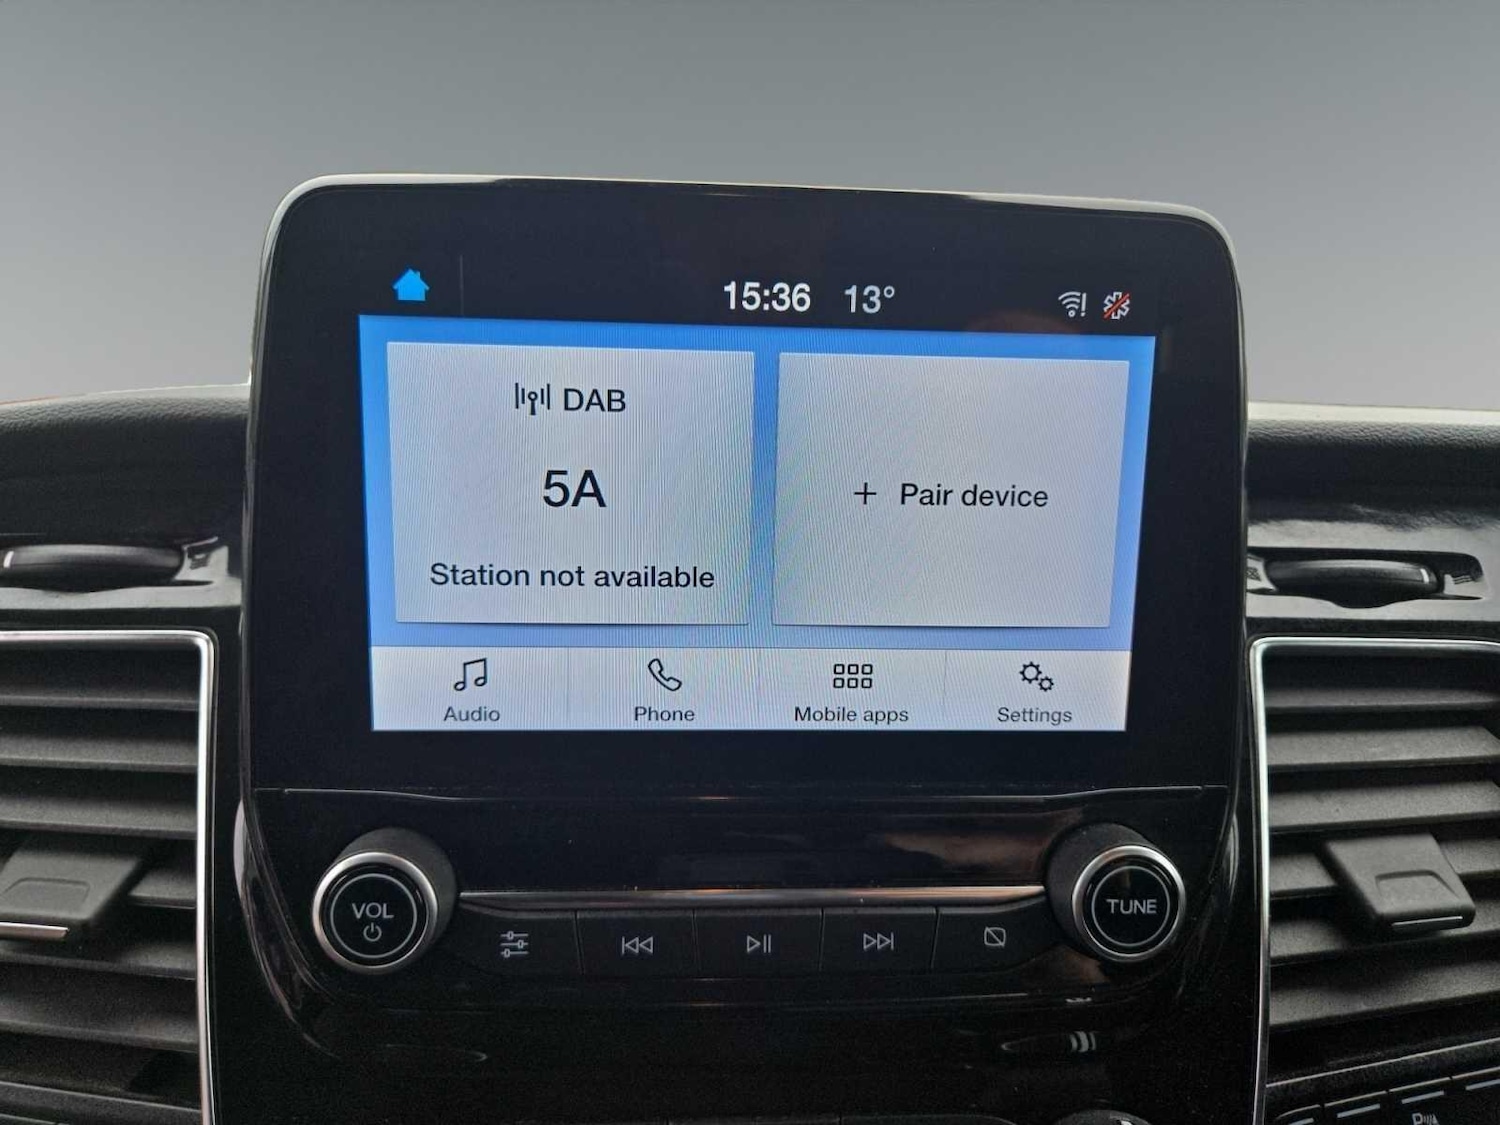 15:36 13°
DAB
5A
Station not available
+ Pair device
Audio
Phone
Mobile apps
Settings
VOL
TUNE